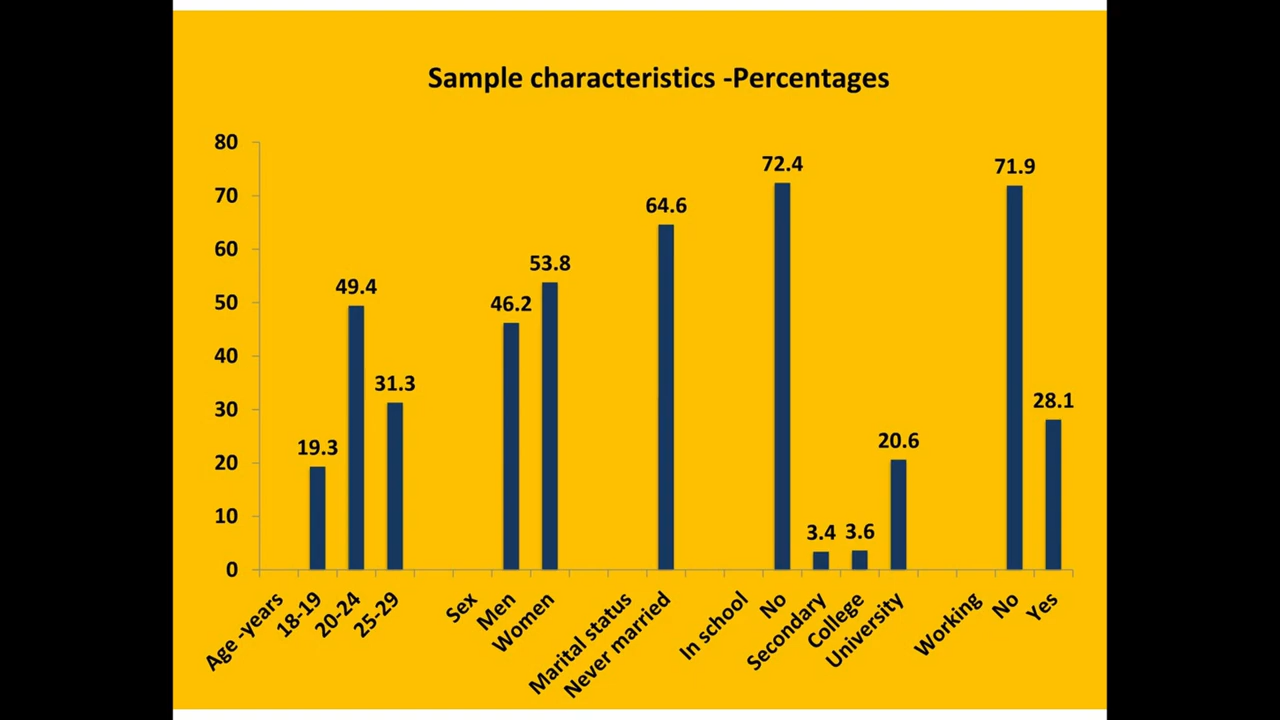 Sample characteristics -Percentages
80
70
60
50
40
30
20
10
0
19.3
49.4
31.3
46.2
53.8
64.6
72.4
3.4
3.6
20.6
71.9
28.1
Age -years
18-19
20-24
25-29
Sex
Men
Women
Marital status
Never married
In school
No
Secondary
College
University
Working
No
Yes